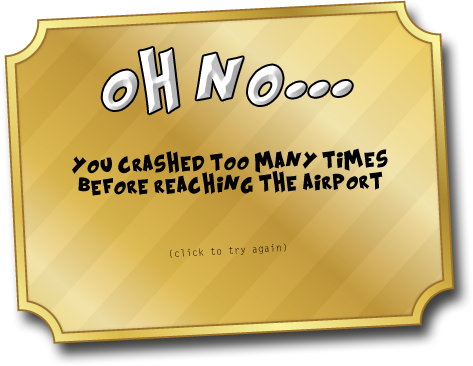 OH NO...
YOU CRASHED TOO MANY TiMES
BEFORE REACHiNG THE AiRPORT
(click to try again)